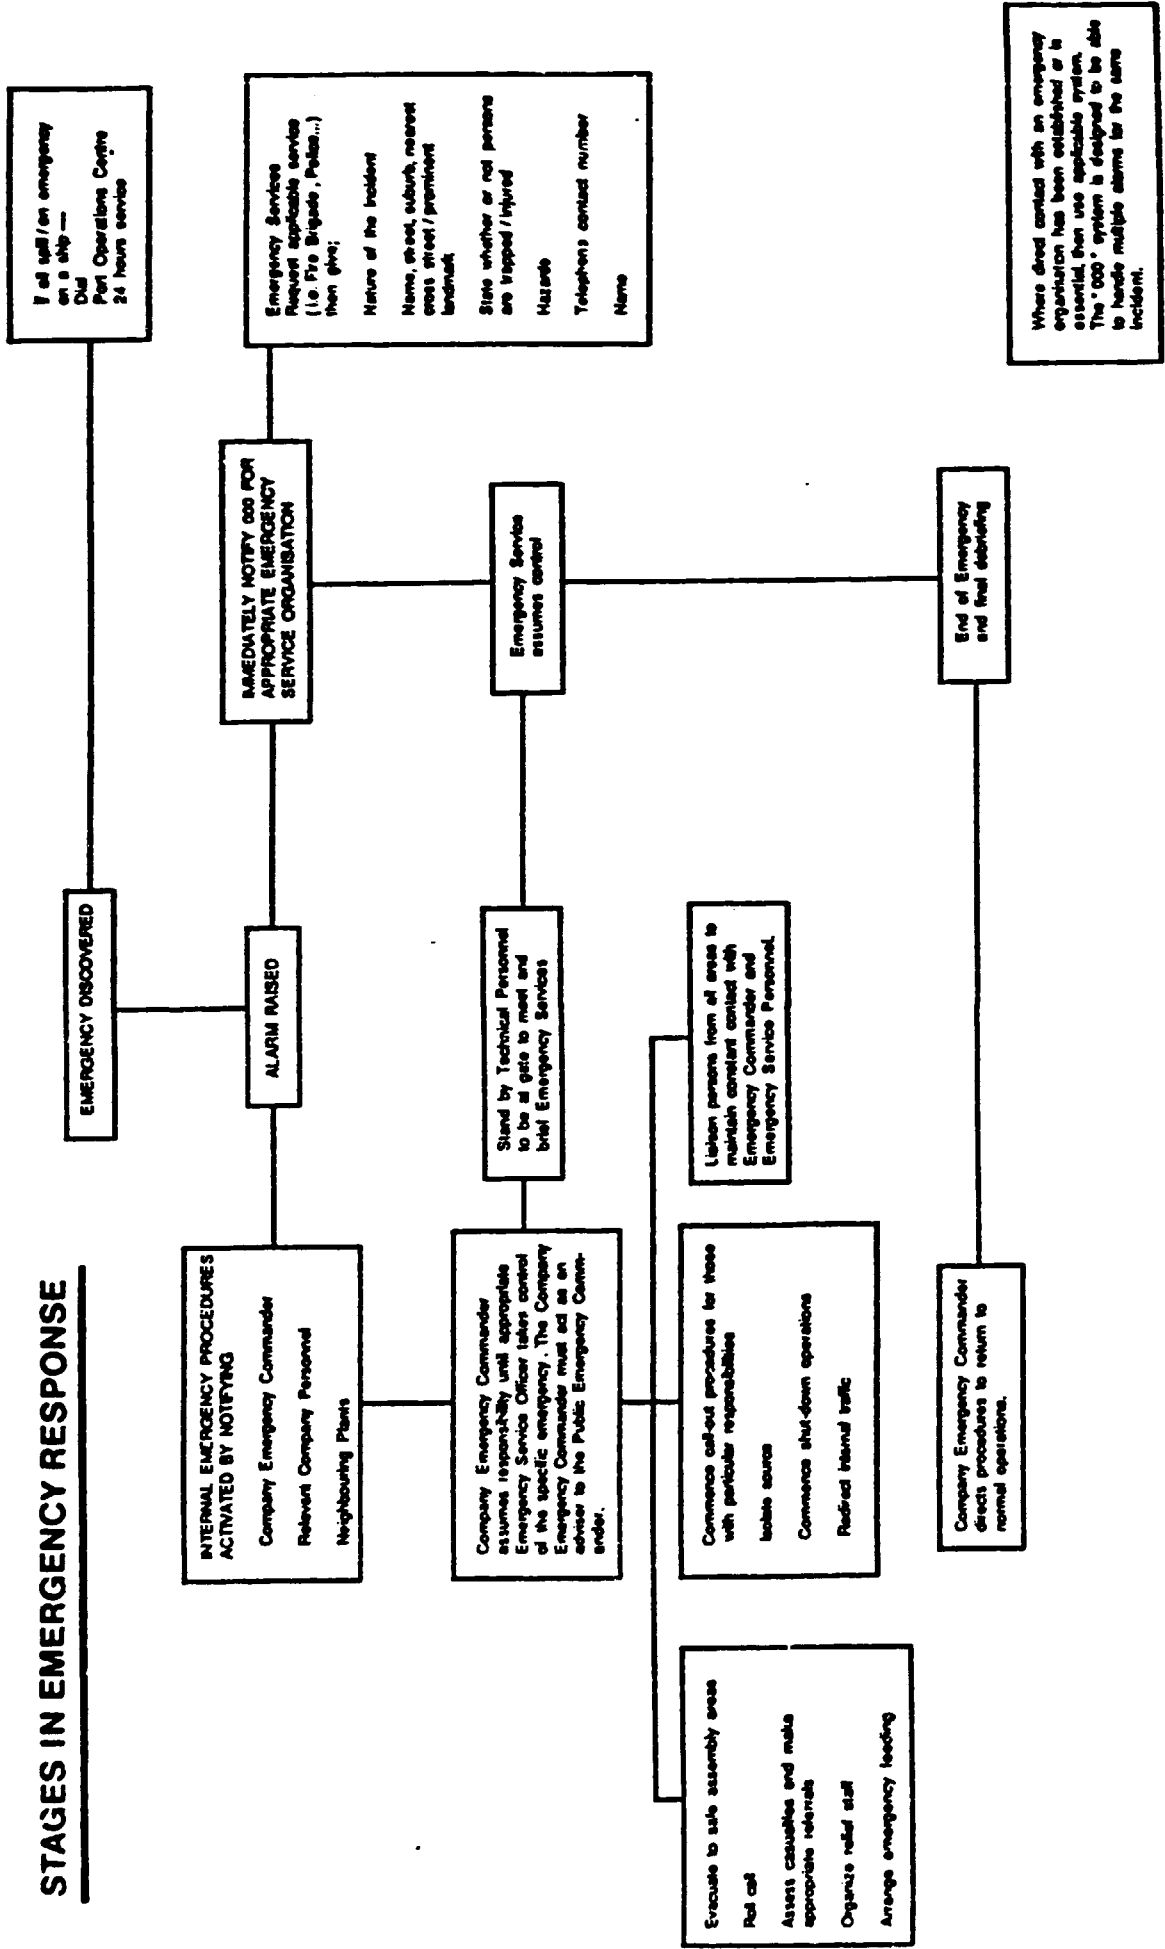 STAGES IN EMERGENCY RESPONSE
EMERGENCY DISCOVERED
If oil spill / on emergency
on a ship —
Dial
Port Operations Centre
24 hours service
ALARM RAISED
INTERNAL EMERGENCY PROCEDURES
ACTIVATED BY NOTIFYING
Company Emergency Commander
Relevant Company Personnel
Neighbouring Plants
IMMEDIATELY NOTIFY 000 FOR
APPROPRIATE EMERGENCY
SERVICE ORGANISATION
Emergency Services
Request applicable service
(i.e. Fire Brigade, Police...)
then give;
Nature of the incident
Name, street, suburb, nearest
cross street / prominent
landmark
State whether or not persons
are trapped / injured
Hazards
Telephone contact number
Name
Company Emergency Commander
assumes responsibility until appropriate
Emergency Service Officer takes control
of the specific emergency. The Company
Emergency Commander must act as an
adviser to the Public Emergency Comm-
ander.
Stand by Technical Personnel
to be at gate to meet and
brief Emergency Services
Emergency Service
assumes control
Evacuate to safe assembly areas
Roll call
Assess casualties and make
appropriate referrals
Organize relief staff
Arrange emergency feeding
Commence call-out procedures for those
with particular responsibilities
Isolate source
Commence shut-down operations
Redirect internal traffic
Liaison persons from all areas to
maintain constant contact with
Emergency Commander and
Emergency Service Personnel.
Company Emergency Commander
directs procedures to return to
normal operations.
End of Emergency
and final debriefing
Where direct contact with an emergency
organisation has been established or is
essential, then use applicable system.
The "000" system is designed to be able
to handle multiple alarms for the same
incident.